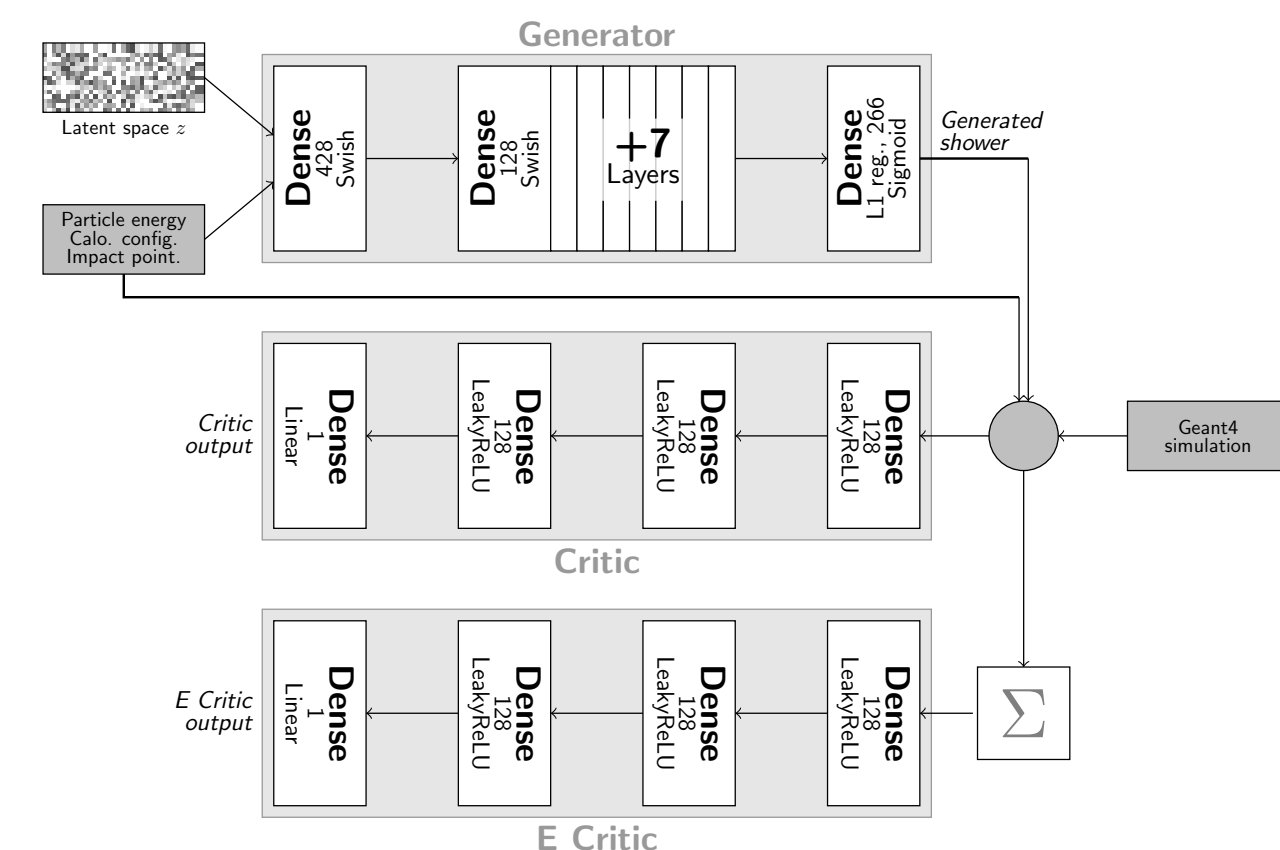 Generator
Latent space z
Particle energy
Calo. config.
Impact point.
Dense
428
Swish
Dense
128
Swish
+7
Layers
Dense
L1 reg., 266
Sigmoid
Generated
shower
Critic
output
Dense
1
Linear
Dense
128
LeakyReLU
Dense
128
LeakyReLU
Dense
128
LeakyReLU
Geant4
simulation
Critic
E Critic
output
Dense
1
Linear
Dense
128
LeakyReLU
Dense
128
LeakyReLU
Dense
128
LeakyReLU
Σ
E Critic